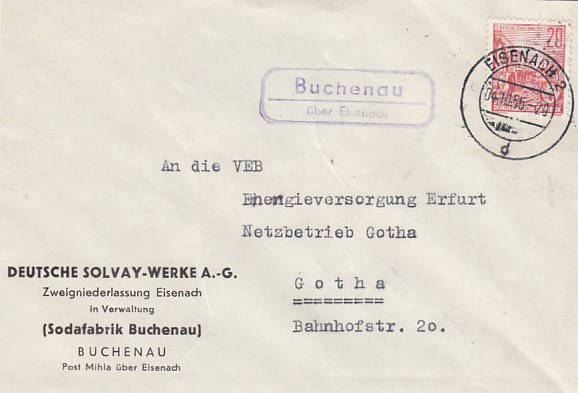 20
EISENACH 2
d
Buchenau
über Eisenach
An die VEB
Energieversorgung Erfurt
Netzbetrieb Gotha
Gotha
Bahnhofstr. 2o.
DEUTSCHE SOLVAY-WERKE A.-G.
Zweigniederlassung Eisenach
In Verwaltung
(Sodafabrik Buchenau)
BUCHENAU
Post Mihla über Eisenach